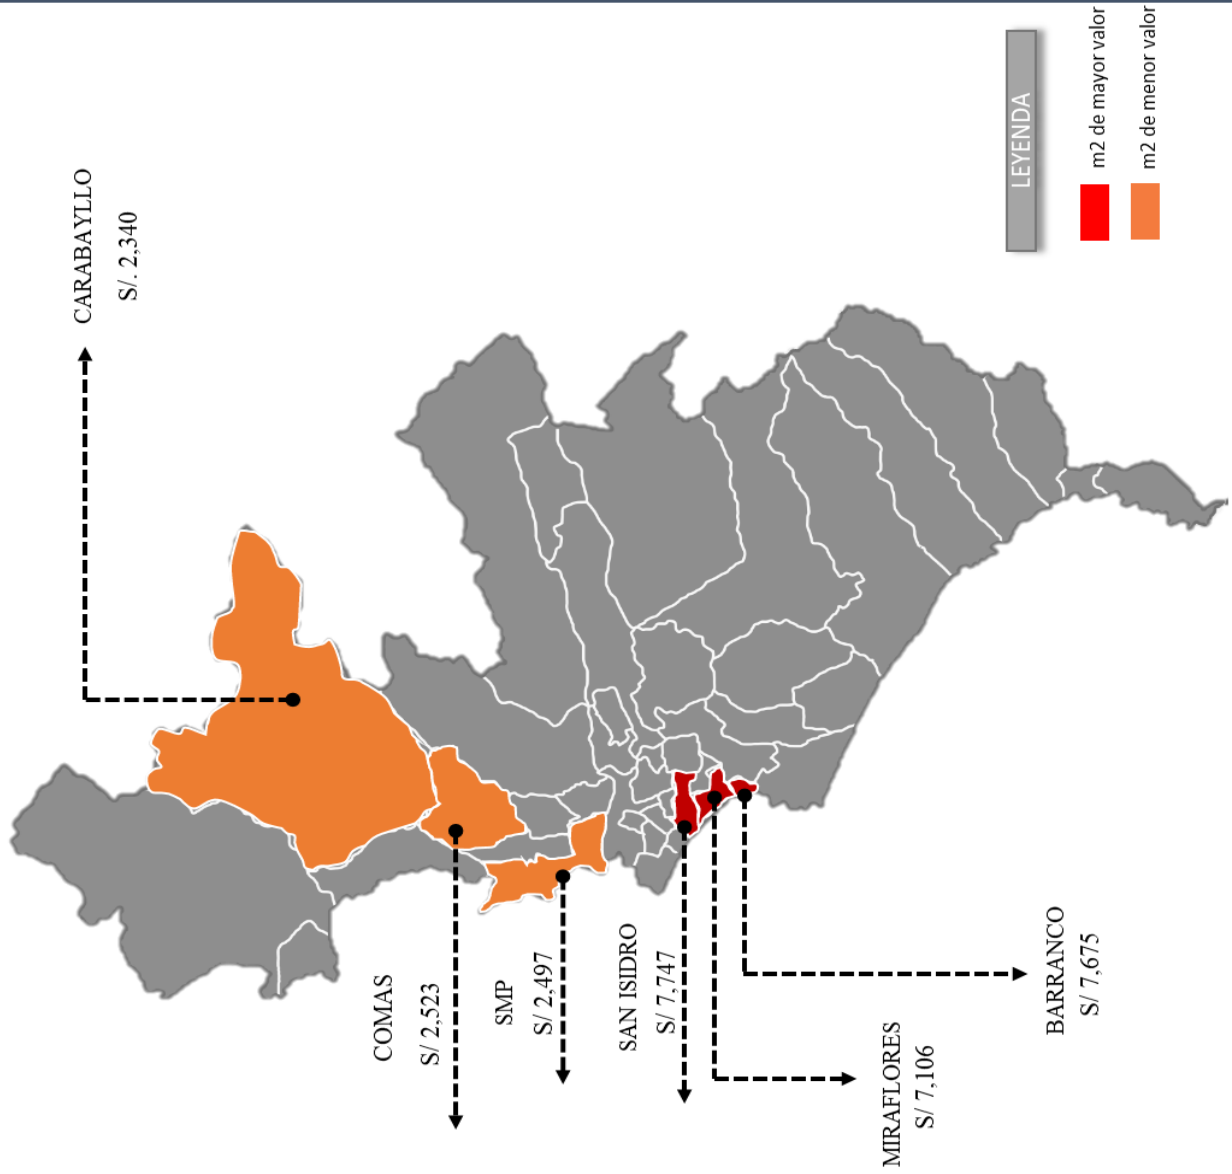 CARABAYLLO
S/. 2,340
COMAS
S/ 2,523
SMP
S/ 2,497
SAN ISIDRO
S/ 7,747
MIRAFLORES
S/ 7,106
BARRANCO
S/ 7,675
LEYENDA
m2 de mayor valor
m2 de menor valor